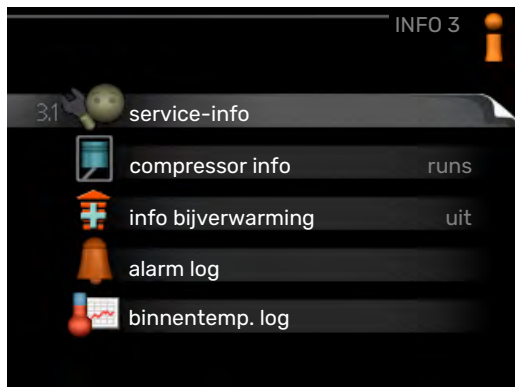 INFO 3
3.1 service-info
compressor info runs
info bijverwarming uit
alarm log
binnentemp. log